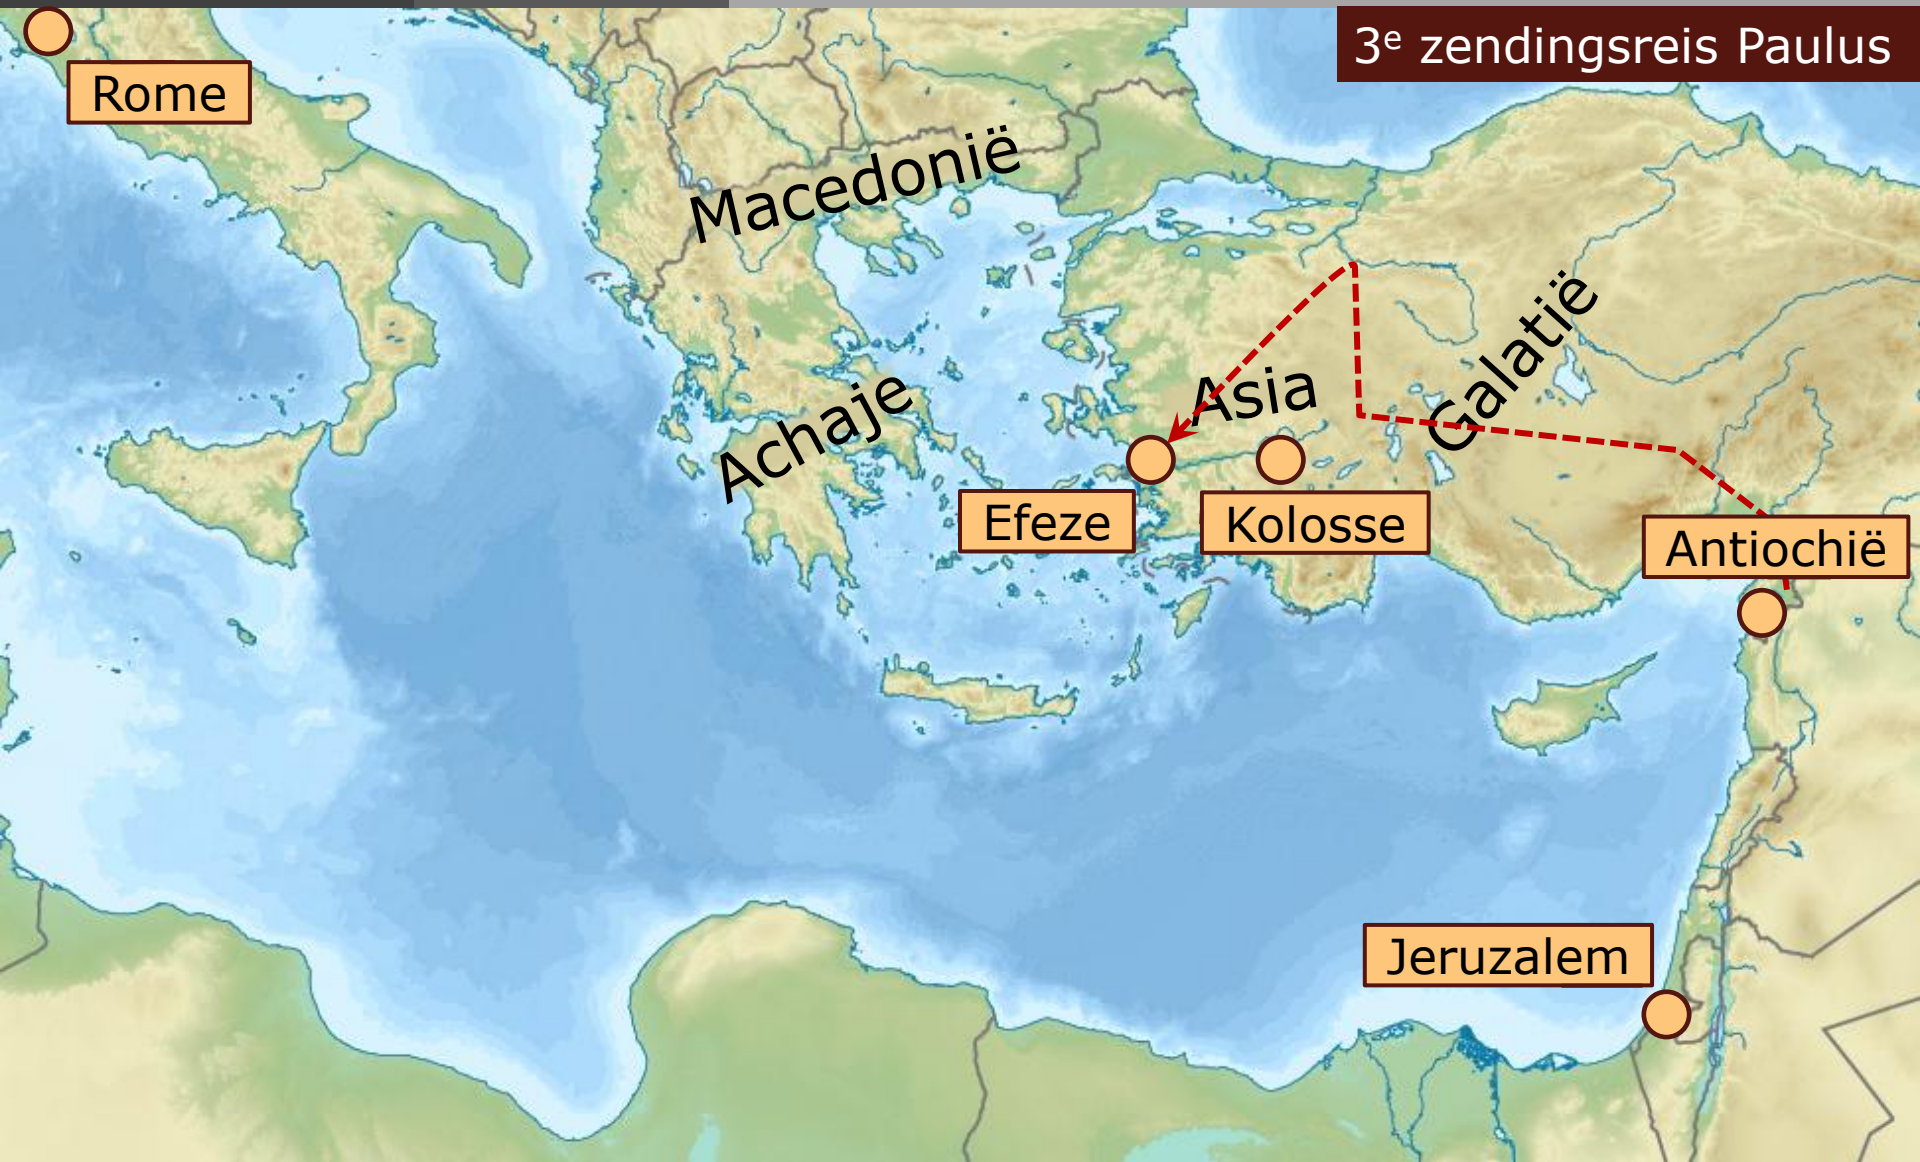 3e zendingsreis Paulus
Rome
Macedonië
Galatië
Asia
Achaje
Efeze
Kolosse
Antiochië
Jeruzalem